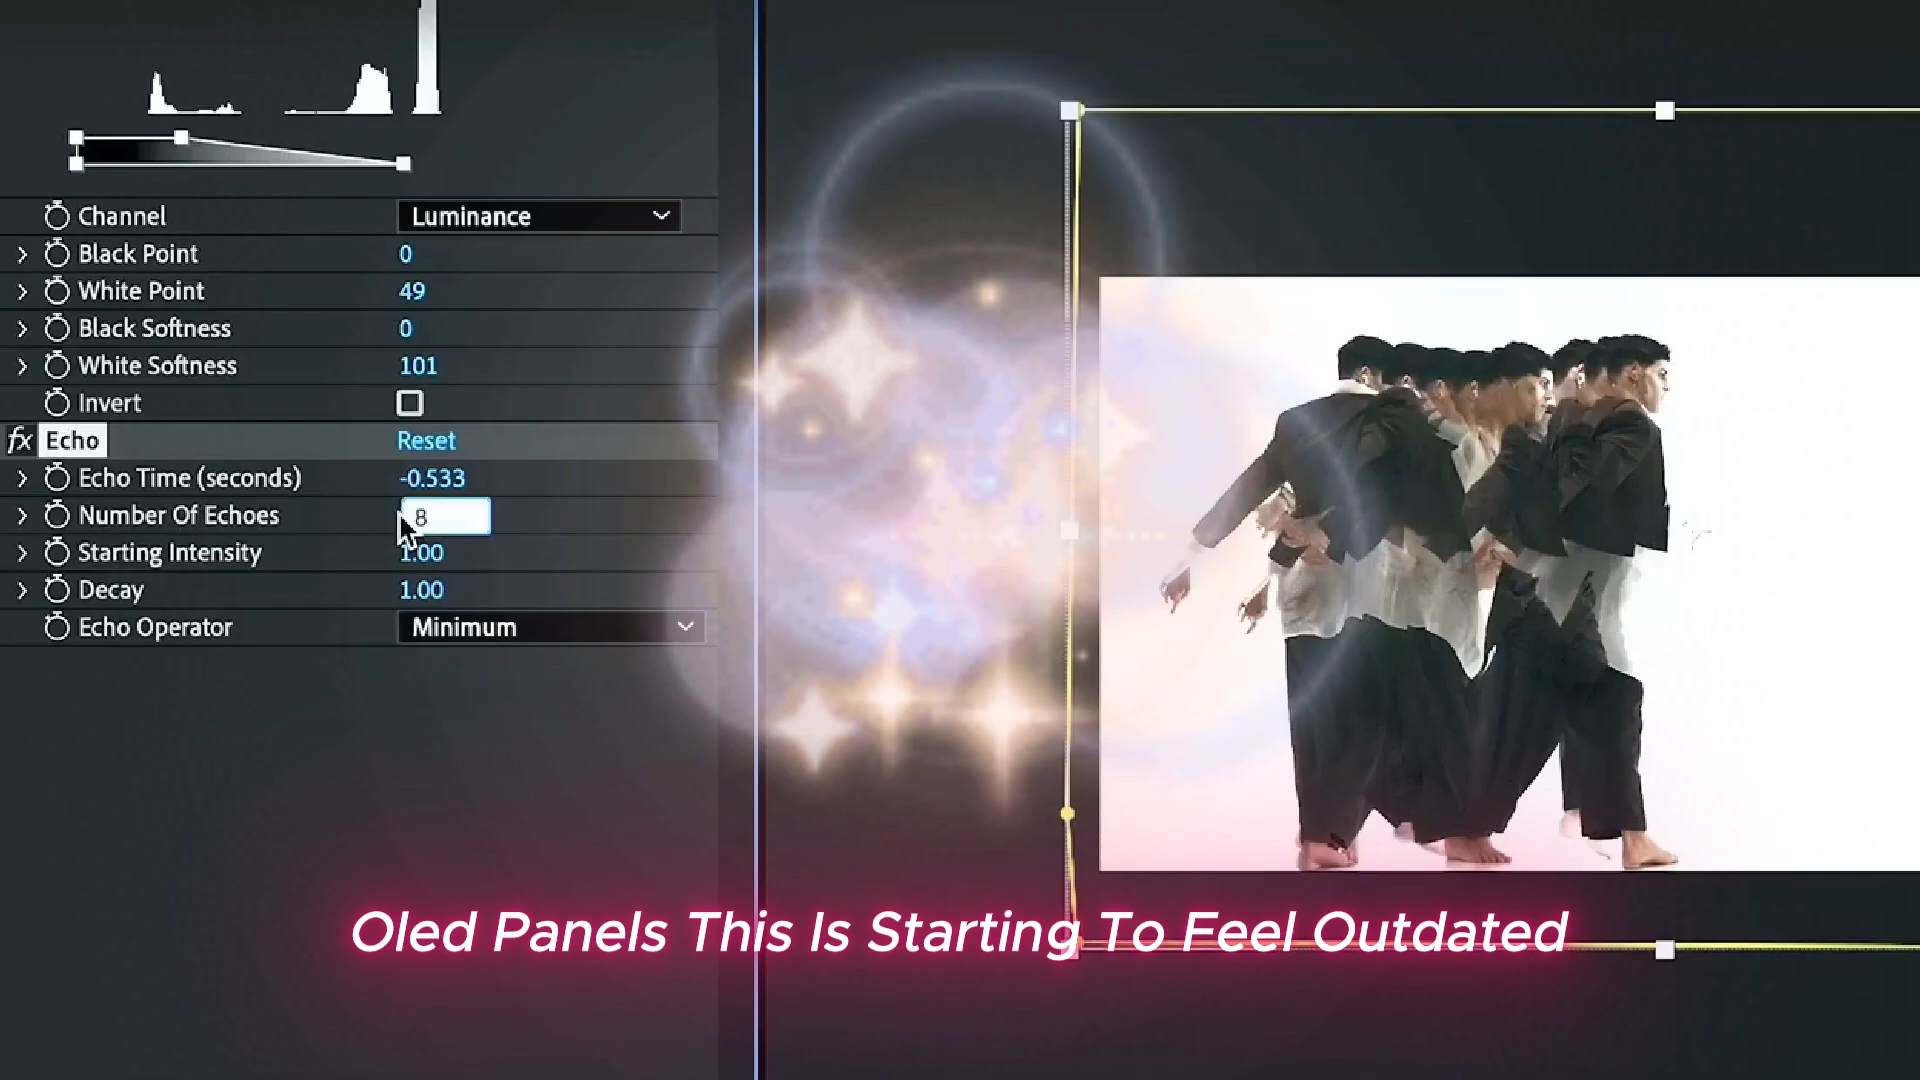 Channel Luminance
Black Point 0
White Point 49
Black Softness 0
White Softness 101
Invert
fx Echo Reset
Echo Time (seconds) -0.533
Number Of Echoes 8
Starting Intensity 1.00
Decay 1.00
Echo Operator Minimum
Oled Panels This Is Starting To Feel Outdated